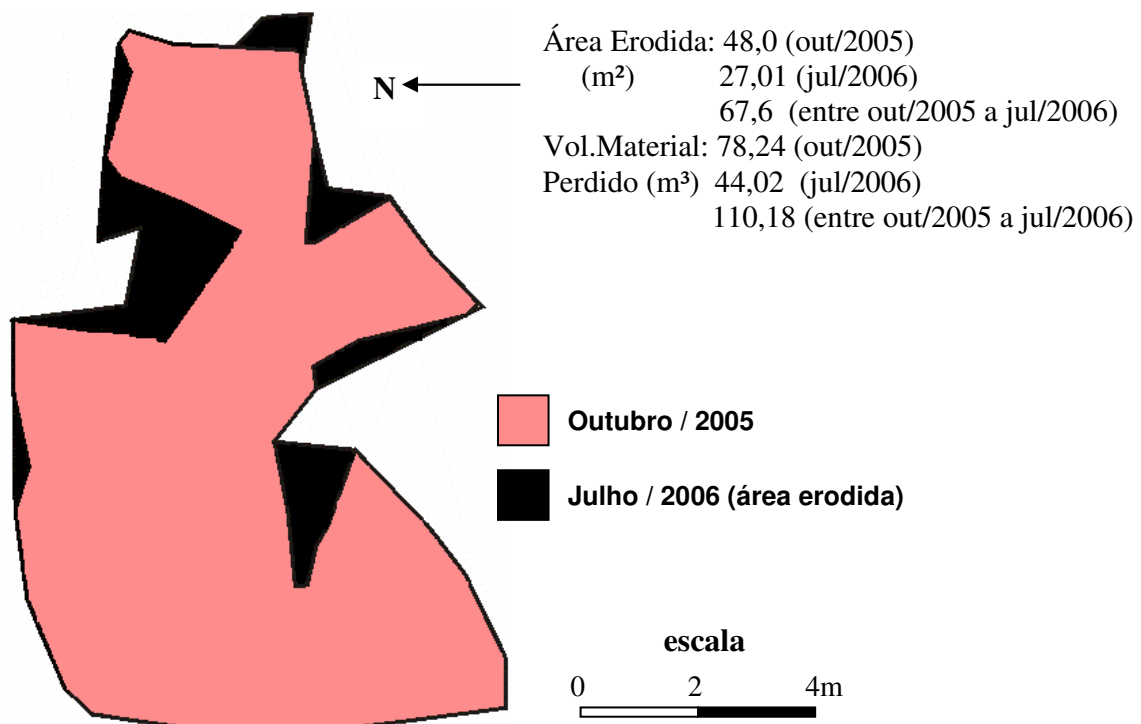 Área Erodida: 48,0 (out/2005)
(m²) 27,01 (jul/2006)
67,6 (entre out/2005 a jul/2006)
Vol.Material: 78,24 (out/2005)
Perdido (m³) 44,02 (jul/2006)
110,18 (entre out/2005 a jul/2006)
N
Outubro / 2005
Julho / 2006 (área erodida)
escala
0 2 4m